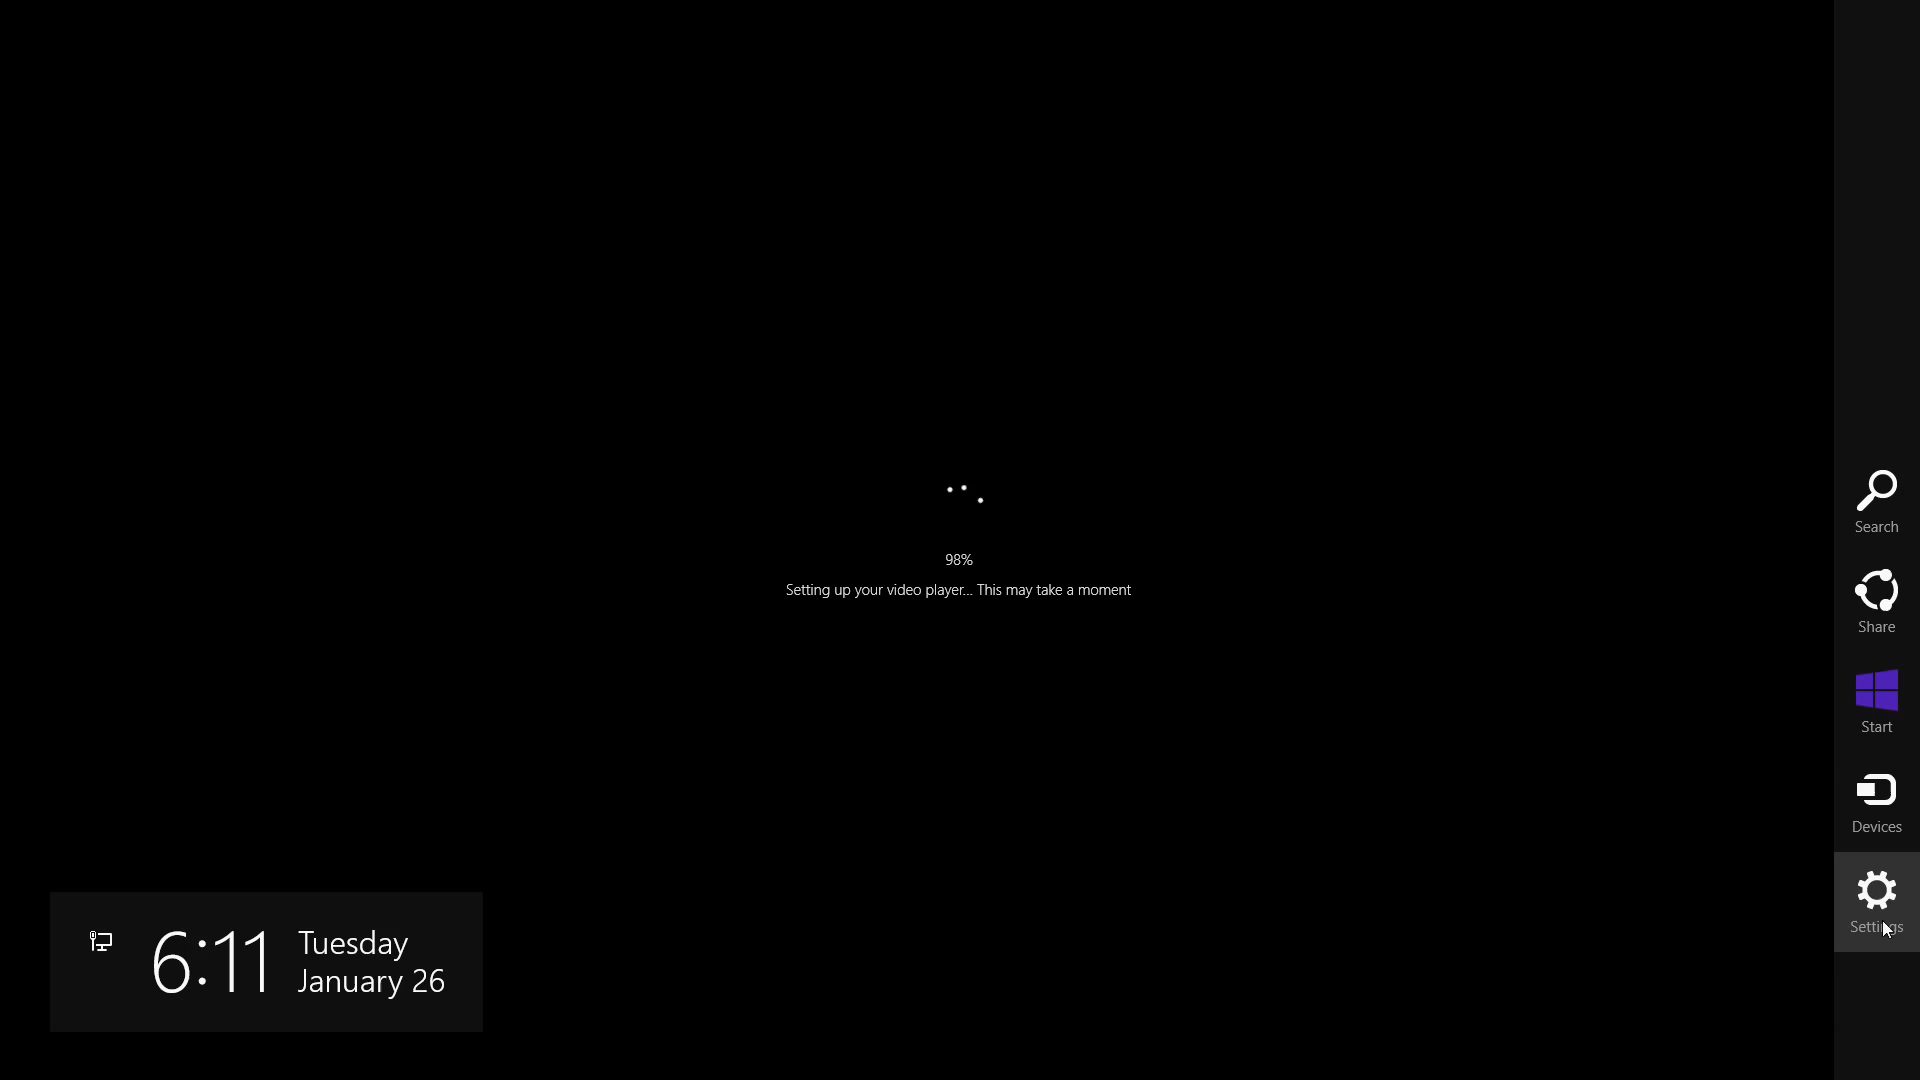 98%
Setting up your video player... This may take a moment
Search
Share
Start
Devices
Settings
6:11
Tuesday
January 26